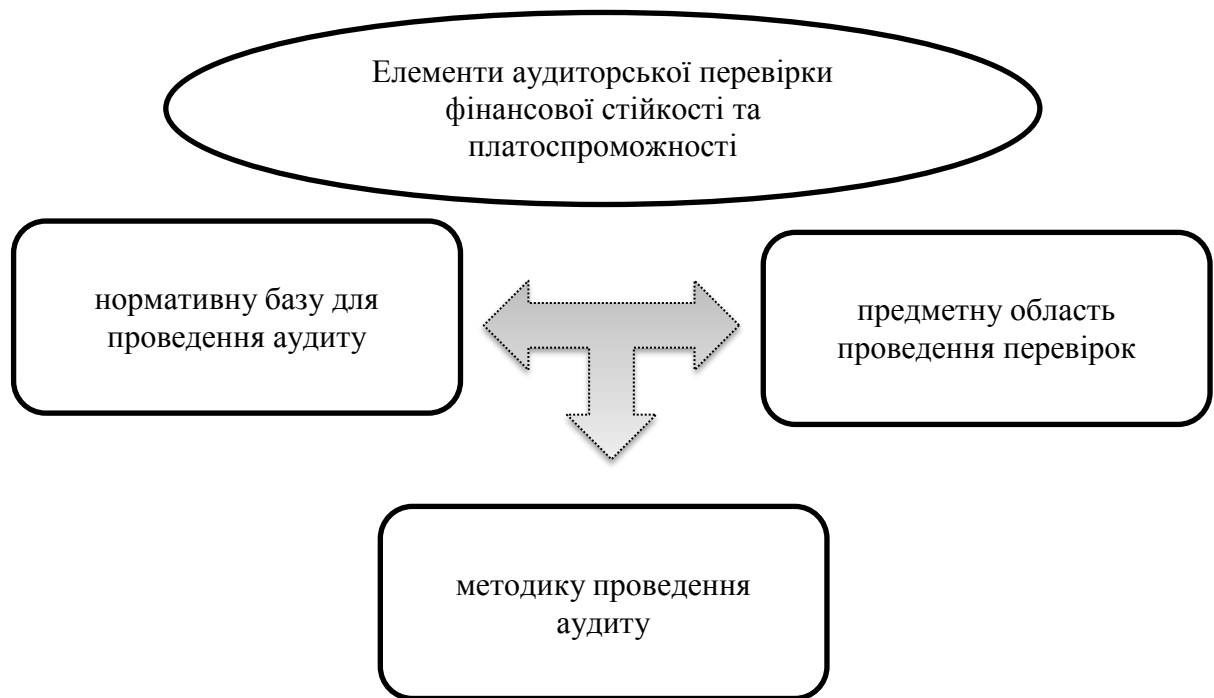 Елементи аудиторської перевірки
фінансової стійкості та
платоспроможності
нормативну базу для
проведення аудиту
предметну область
проведення перевірок
методику проведення
аудиту